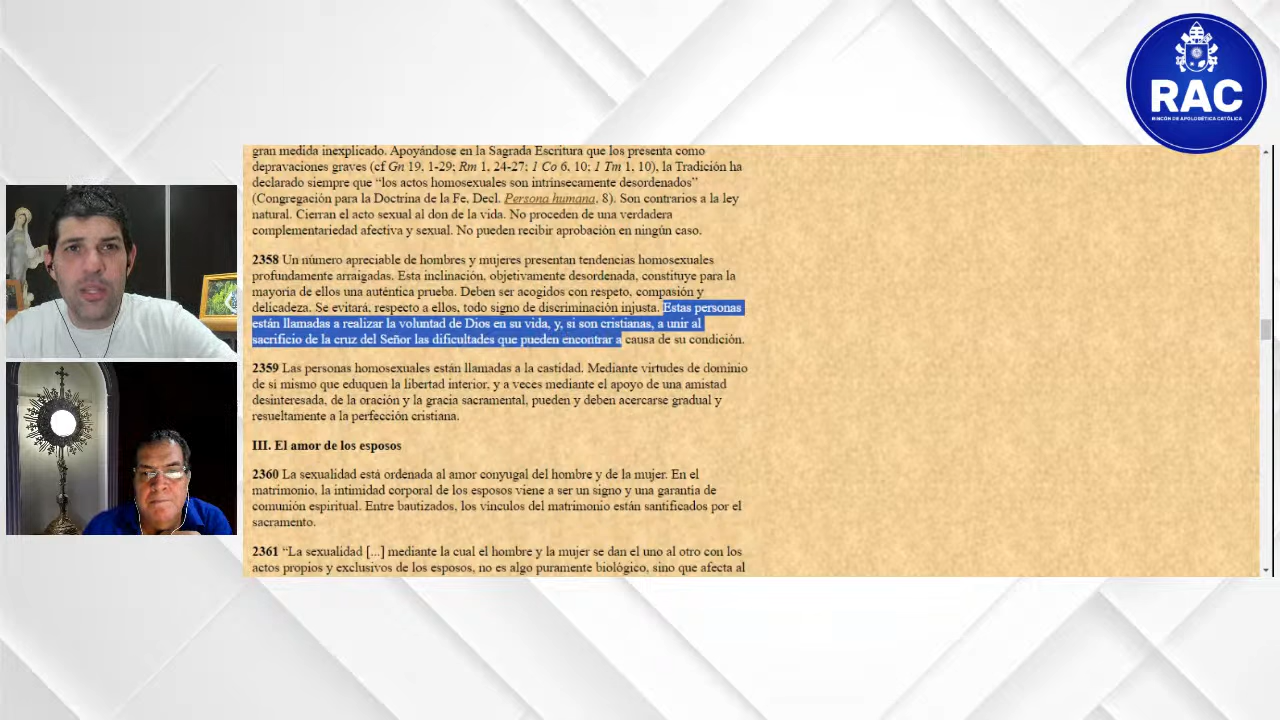 RAC
RINCÓN DE APOLOGÉTICA CATÓLICA
gran medida inexplicado. Apoyándose en la Sagrada Escritura que los presenta como
depravaciones graves (cf Gn 19, 1-29; Rm 1, 24-27; 1 Co 6, 10; 1 Tm 1, 10), la Tradición ha
declarado siempre que “los actos homosexuales son intrínsecamente desordenados”
(Congregación para la Doctrina de la Fe, Decl. Persona humana, 8). Son contrarios a la ley
natural. Cierran el acto sexual al don de la vida. No proceden de una verdadera
complementariedad afectiva y sexual. No pueden recibir aprobación en ningún caso.
2358 Un número apreciable de hombres y mujeres presentan tendencias homosexuales
profundamente arraigadas. Esta inclinación, objetivamente desordenada, constituye para la
mayoría de ellos una auténtica prueba. Deben ser acogidos con respeto, compasión y
delicadeza. Se evitará, respecto a ellos, todo signo de discriminación injusta. Estas personas
están llamadas a realizar la voluntad de Dios en su vida, y, si son cristianas, a unir al
sacrificio de la cruz del Señor las dificultades que pueden encontrar a causa de su condición.
2359 Las personas homosexuales están llamadas a la castidad. Mediante virtudes de dominio
de sí mismo que eduquen la libertad interior, y a veces mediante el apoyo de una amistad
desinteresada, de la oración y la gracia sacramental, pueden y deben acercarse gradual y
resueltamente a la perfección cristiana.
III. El amor de los esposos
2360 La sexualidad está ordenada al amor conyugal del hombre y de la mujer. En el
matrimonio, la intimidad corporal de los esposos viene a ser un signo y una garantía de
comunión espiritual. Entre bautizados, los vínculos del matrimonio están santificados por el
sacramento.
2361 “La sexualidad [...] mediante la cual el hombre y la mujer se dan el uno al otro con los
actos propios y exclusivos de los esposos, no es algo puramente biológico, sino que afecta al